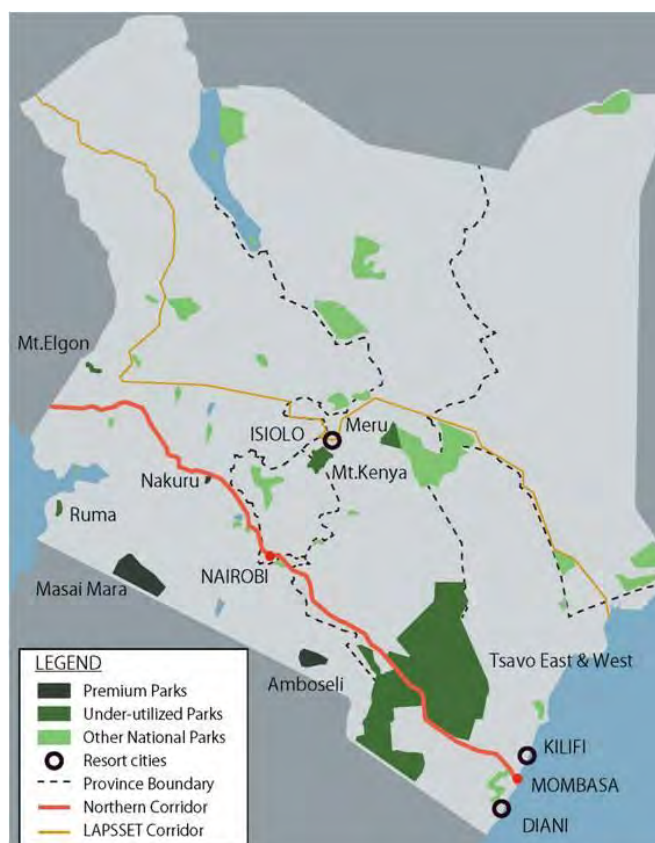 Mt.Elgon
ISIOLO
Meru
Mt.Kenya
Nakuru
Ruma
NAIROBI
Masai Mara
Amboseli
Tsavo East & West
KILIFI
MOMBASA
DIANI
LEGEND
Premium Parks
Under-utilized Parks
Other National Parks
Resort cities
Province Boundary
Northern Corridor
LAPSSET Corridor